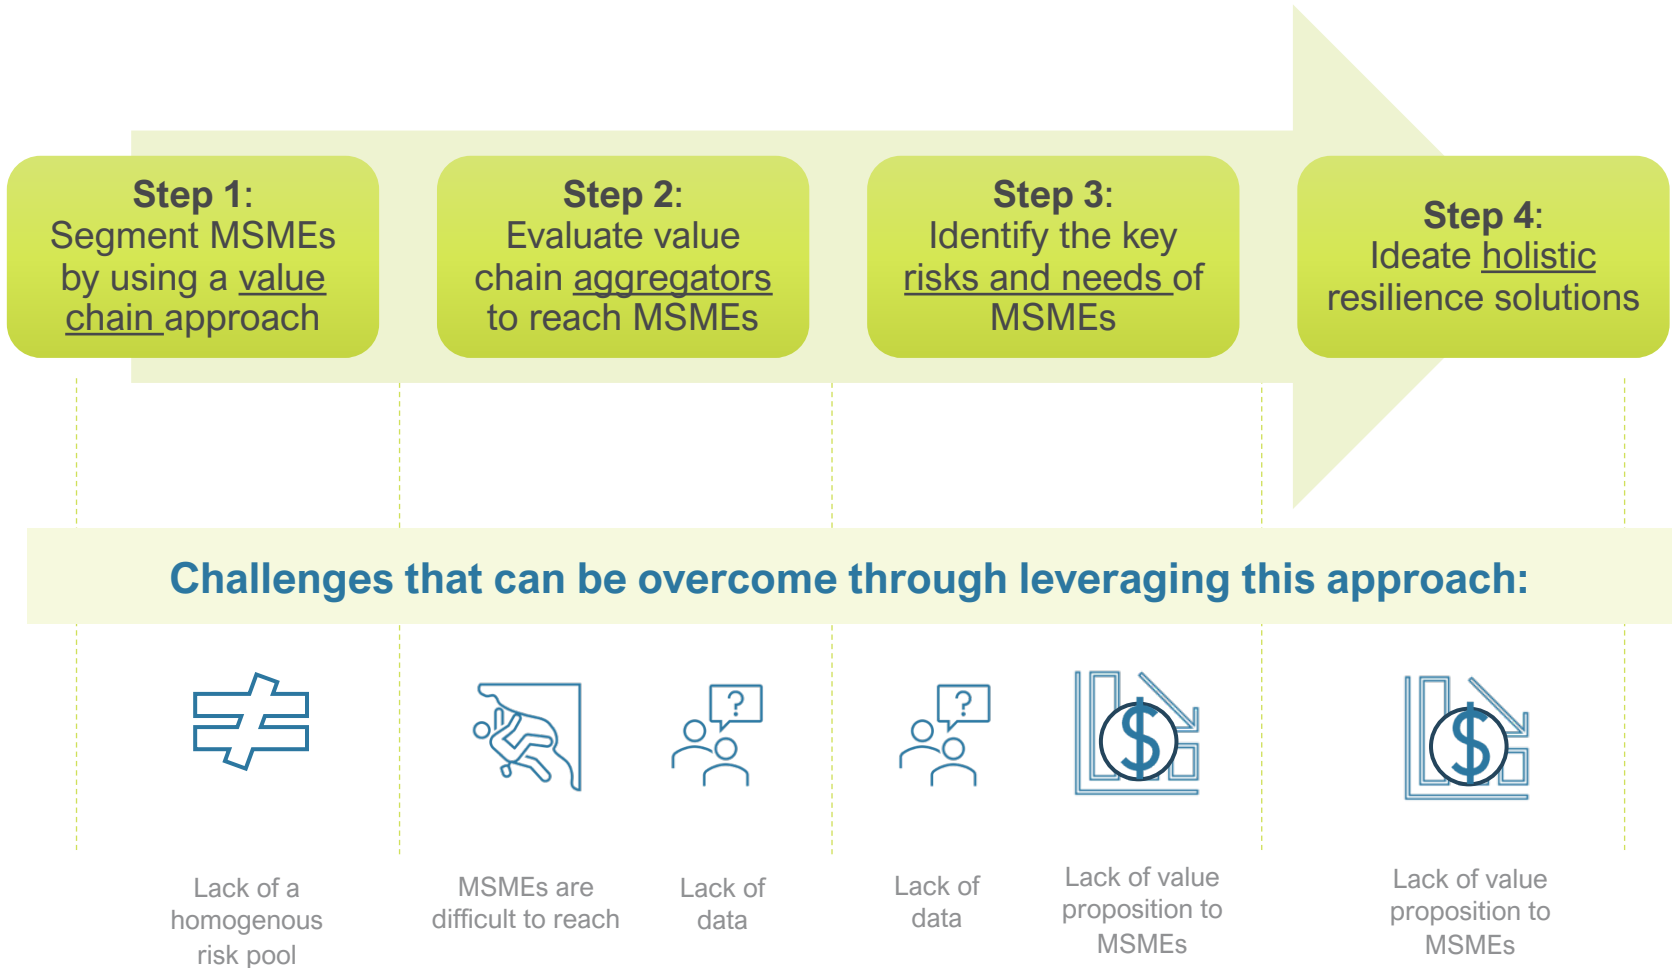 Step 1:
Segment MSMEs
by using a value
chain approach
Step 2:
Evaluate value
chain aggregators
to reach MSMEs
Step 3:
Identify the key
risks and needs of
MSMEs
Step 4:
Ideate holistic
resilience solutions
Challenges that can be overcome through leveraging this approach:
?
?
$
$
Lack of a
homogenous
risk pool
MSMEs are
difficult to reach
Lack of
data
Lack of
data
Lack of value
proposition to
MSMEs
Lack of value
proposition to
MSMEs